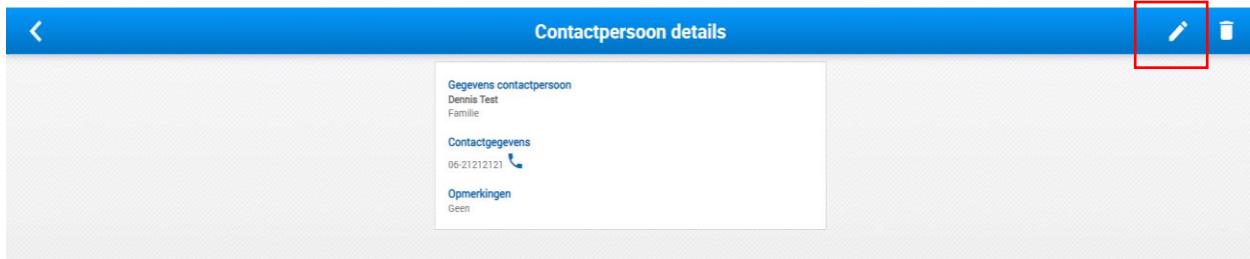 Contactpersoon details
Gegevens contactpersoon
Dennis Test
Familie
Contactgegevens
06-21212121
Opmerkingen
Geen